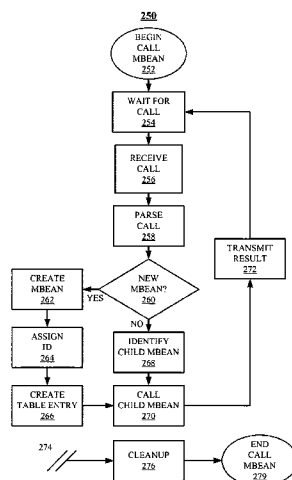 250
BEGIN
CALL
MBEAN
252
WAIT FOR
CALL
254
RECEIVE
CALL
256
PARSE
CALL
258
NEW
MBEAN?
260
YES
NO
CREATE
MBEAN
262
ASSIGN
ID
264
CREATE
TABLE ENTRY
266
IDENTIFY
CHILD MBEAN
268
CALL
CHILD MBEAN
270
TRANSMIT
RESULT
272
274
CLEANUP
276
END
CALL
MBEAN
279